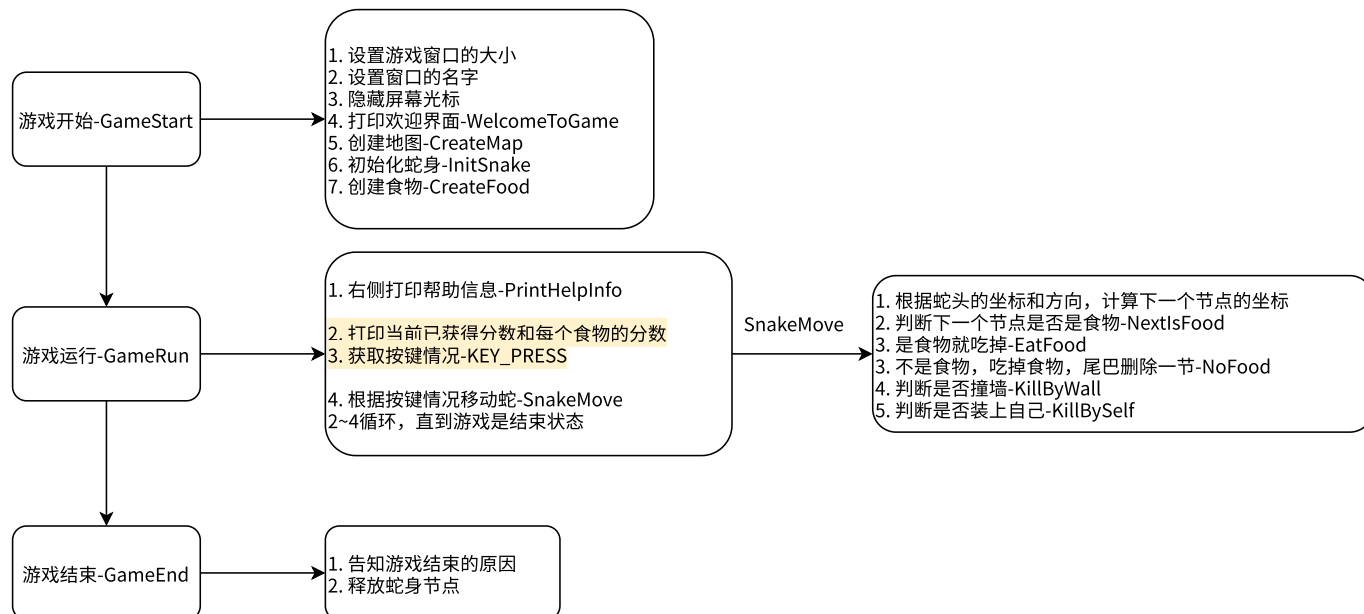 游戏开始-GameStart
1. 设置游戏窗口的大小
2. 设置窗口的名字
3. 隐藏屏幕光标
4. 打印欢迎界面-WelcomeToGame
5. 创建地图-CreateMap
6. 初始化蛇身-InitSnake
7. 创建食物-CreateFood
游戏运行-GameRun
1. 右侧打印帮助信息-PrintHelpInfo
2. 打印当前已获得分数和每个食物的分数
3. 获取按键情况-KEY_PRESS
4. 根据按键情况移动蛇-SnakeMove
2~4循环，直到游戏是结束状态
SnakeMove
1. 根据蛇头的坐标和方向，计算下一个节点的坐标
2. 判断下一个节点是否是食物-NextIsFood
3. 是食物就吃掉-EatFood
3. 不是食物，吃掉食物，尾巴删除一节-NoFood
4. 判断是否撞墙-KillByWall
5. 判断是否装上自己-KillBySelf
游戏结束-GameEnd
1. 告知游戏结束的原因
2. 释放蛇身节点